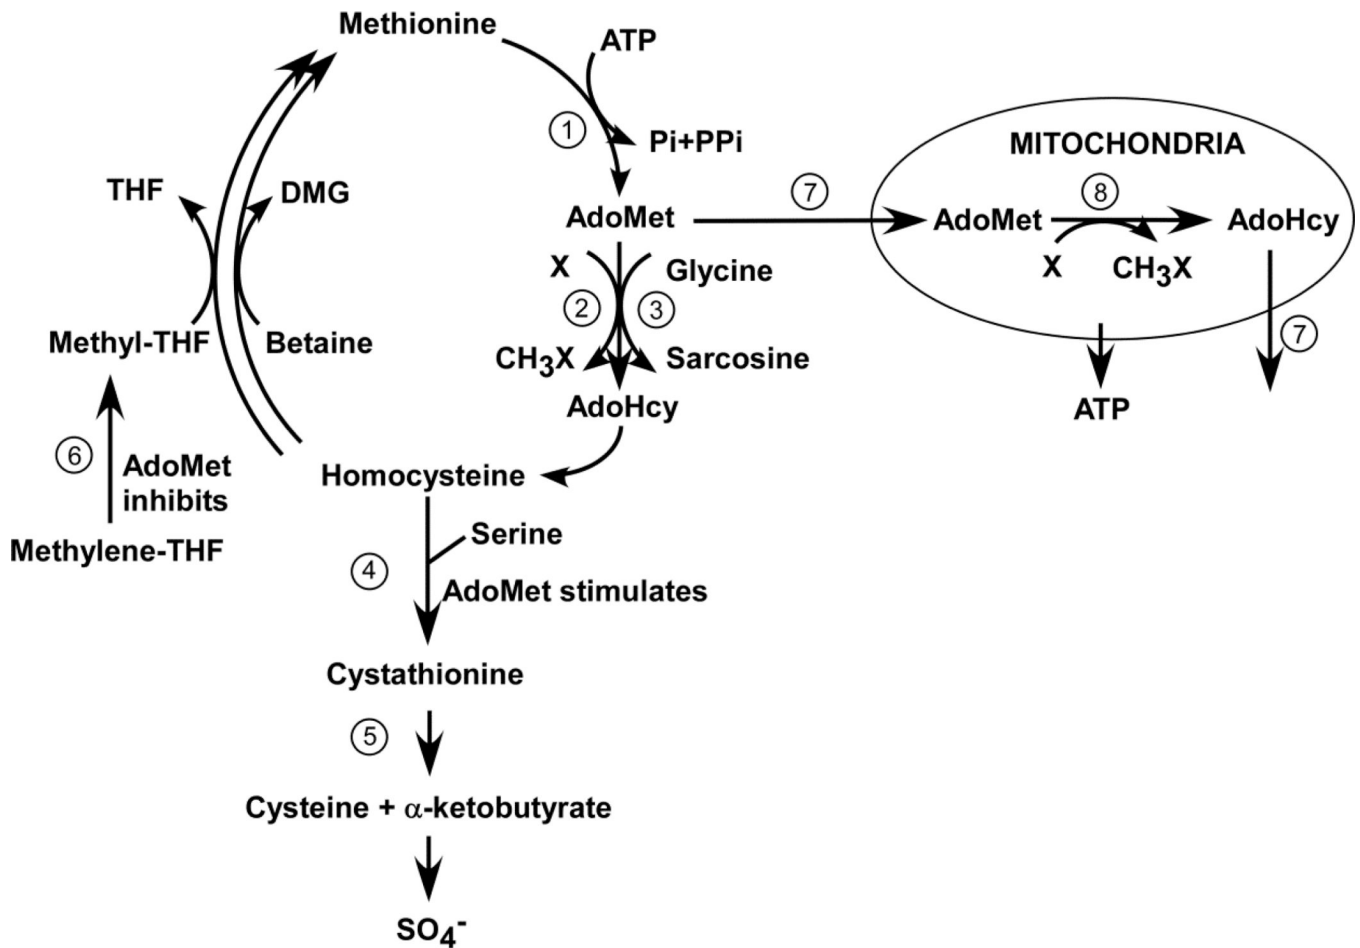 Methionine
ATP
①
Pi+PPi
MITOCHONDRIA
THF
DMG
⑦
⑧
AdoMet
AdoMet
AdoHcy
X
Glycine
X
CH3X
②
③
Methyl-THF
Betaine
CH3X
Sarcosine
⑦
AdoHcy
ATP
⑥
AdoMet
inhibits
Homocysteine
Methylene-THF
Serine
④
AdoMet stimulates
Cystathionine
⑤
Cysteine + α-ketobutyrate
SO4-